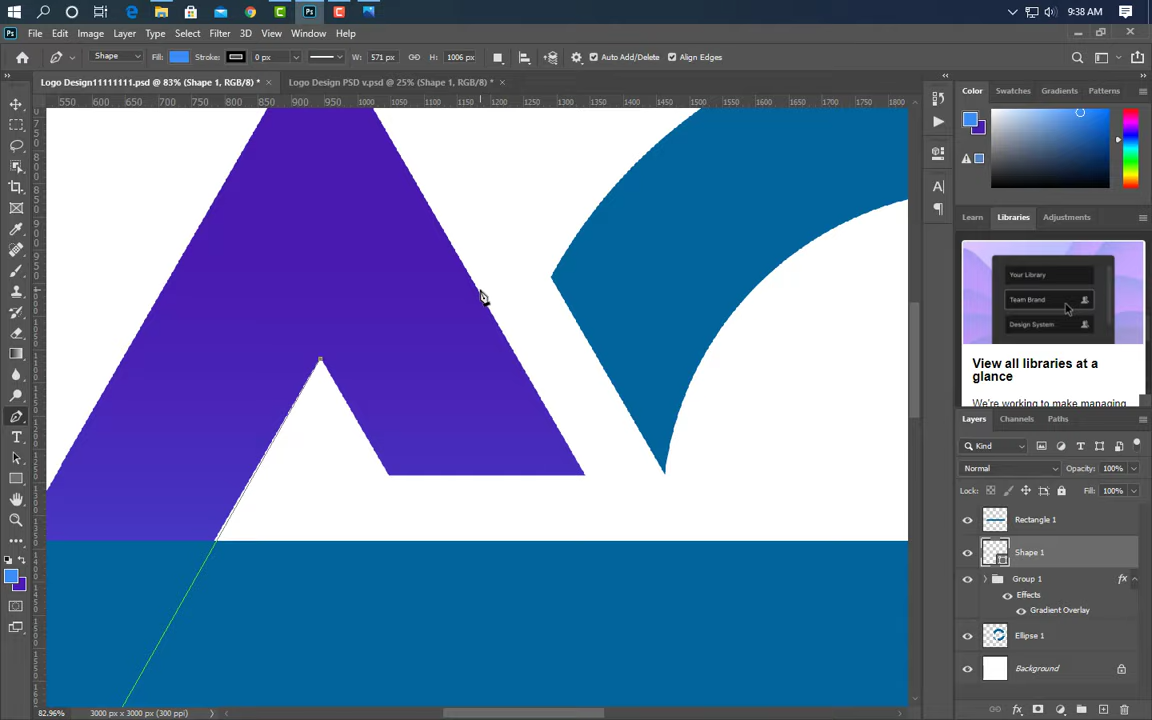 9:38 AM
File Edit Image Layer Type Select Filter 3D View Window Help
Shape Fill: Stroke: 0 px W: 571 px H: 1006 px Auto Add/Delete Align Edges
Logo Design11111111.psd @ 83% (Shape 1, RGB/8) * × Logo Design PSD v.psd @ 25% (Shape 1, RGB/8) * ×
550 600 650 700 750 800 850 900 950 1000 1050 1100 1150 1200 1250 1300 1350 1400 1450 1500 1550 1600 1650 1700 1750 1800
Color Swatches Gradients Patterns
Learn Libraries Adjustments
Your Library
Team Brand
Design System
View all libraries at a
glance
We're working to make managing
Layers Channels Paths
Kind
Normal Opacity: 100%
Lock: Fill: 100%
Rectangle 1
Shape 1
Group 1 fx
Effects
Gradient Overlay
Ellipse 1
Background
82.96% 3000 px x 3000 px (300 ppi)